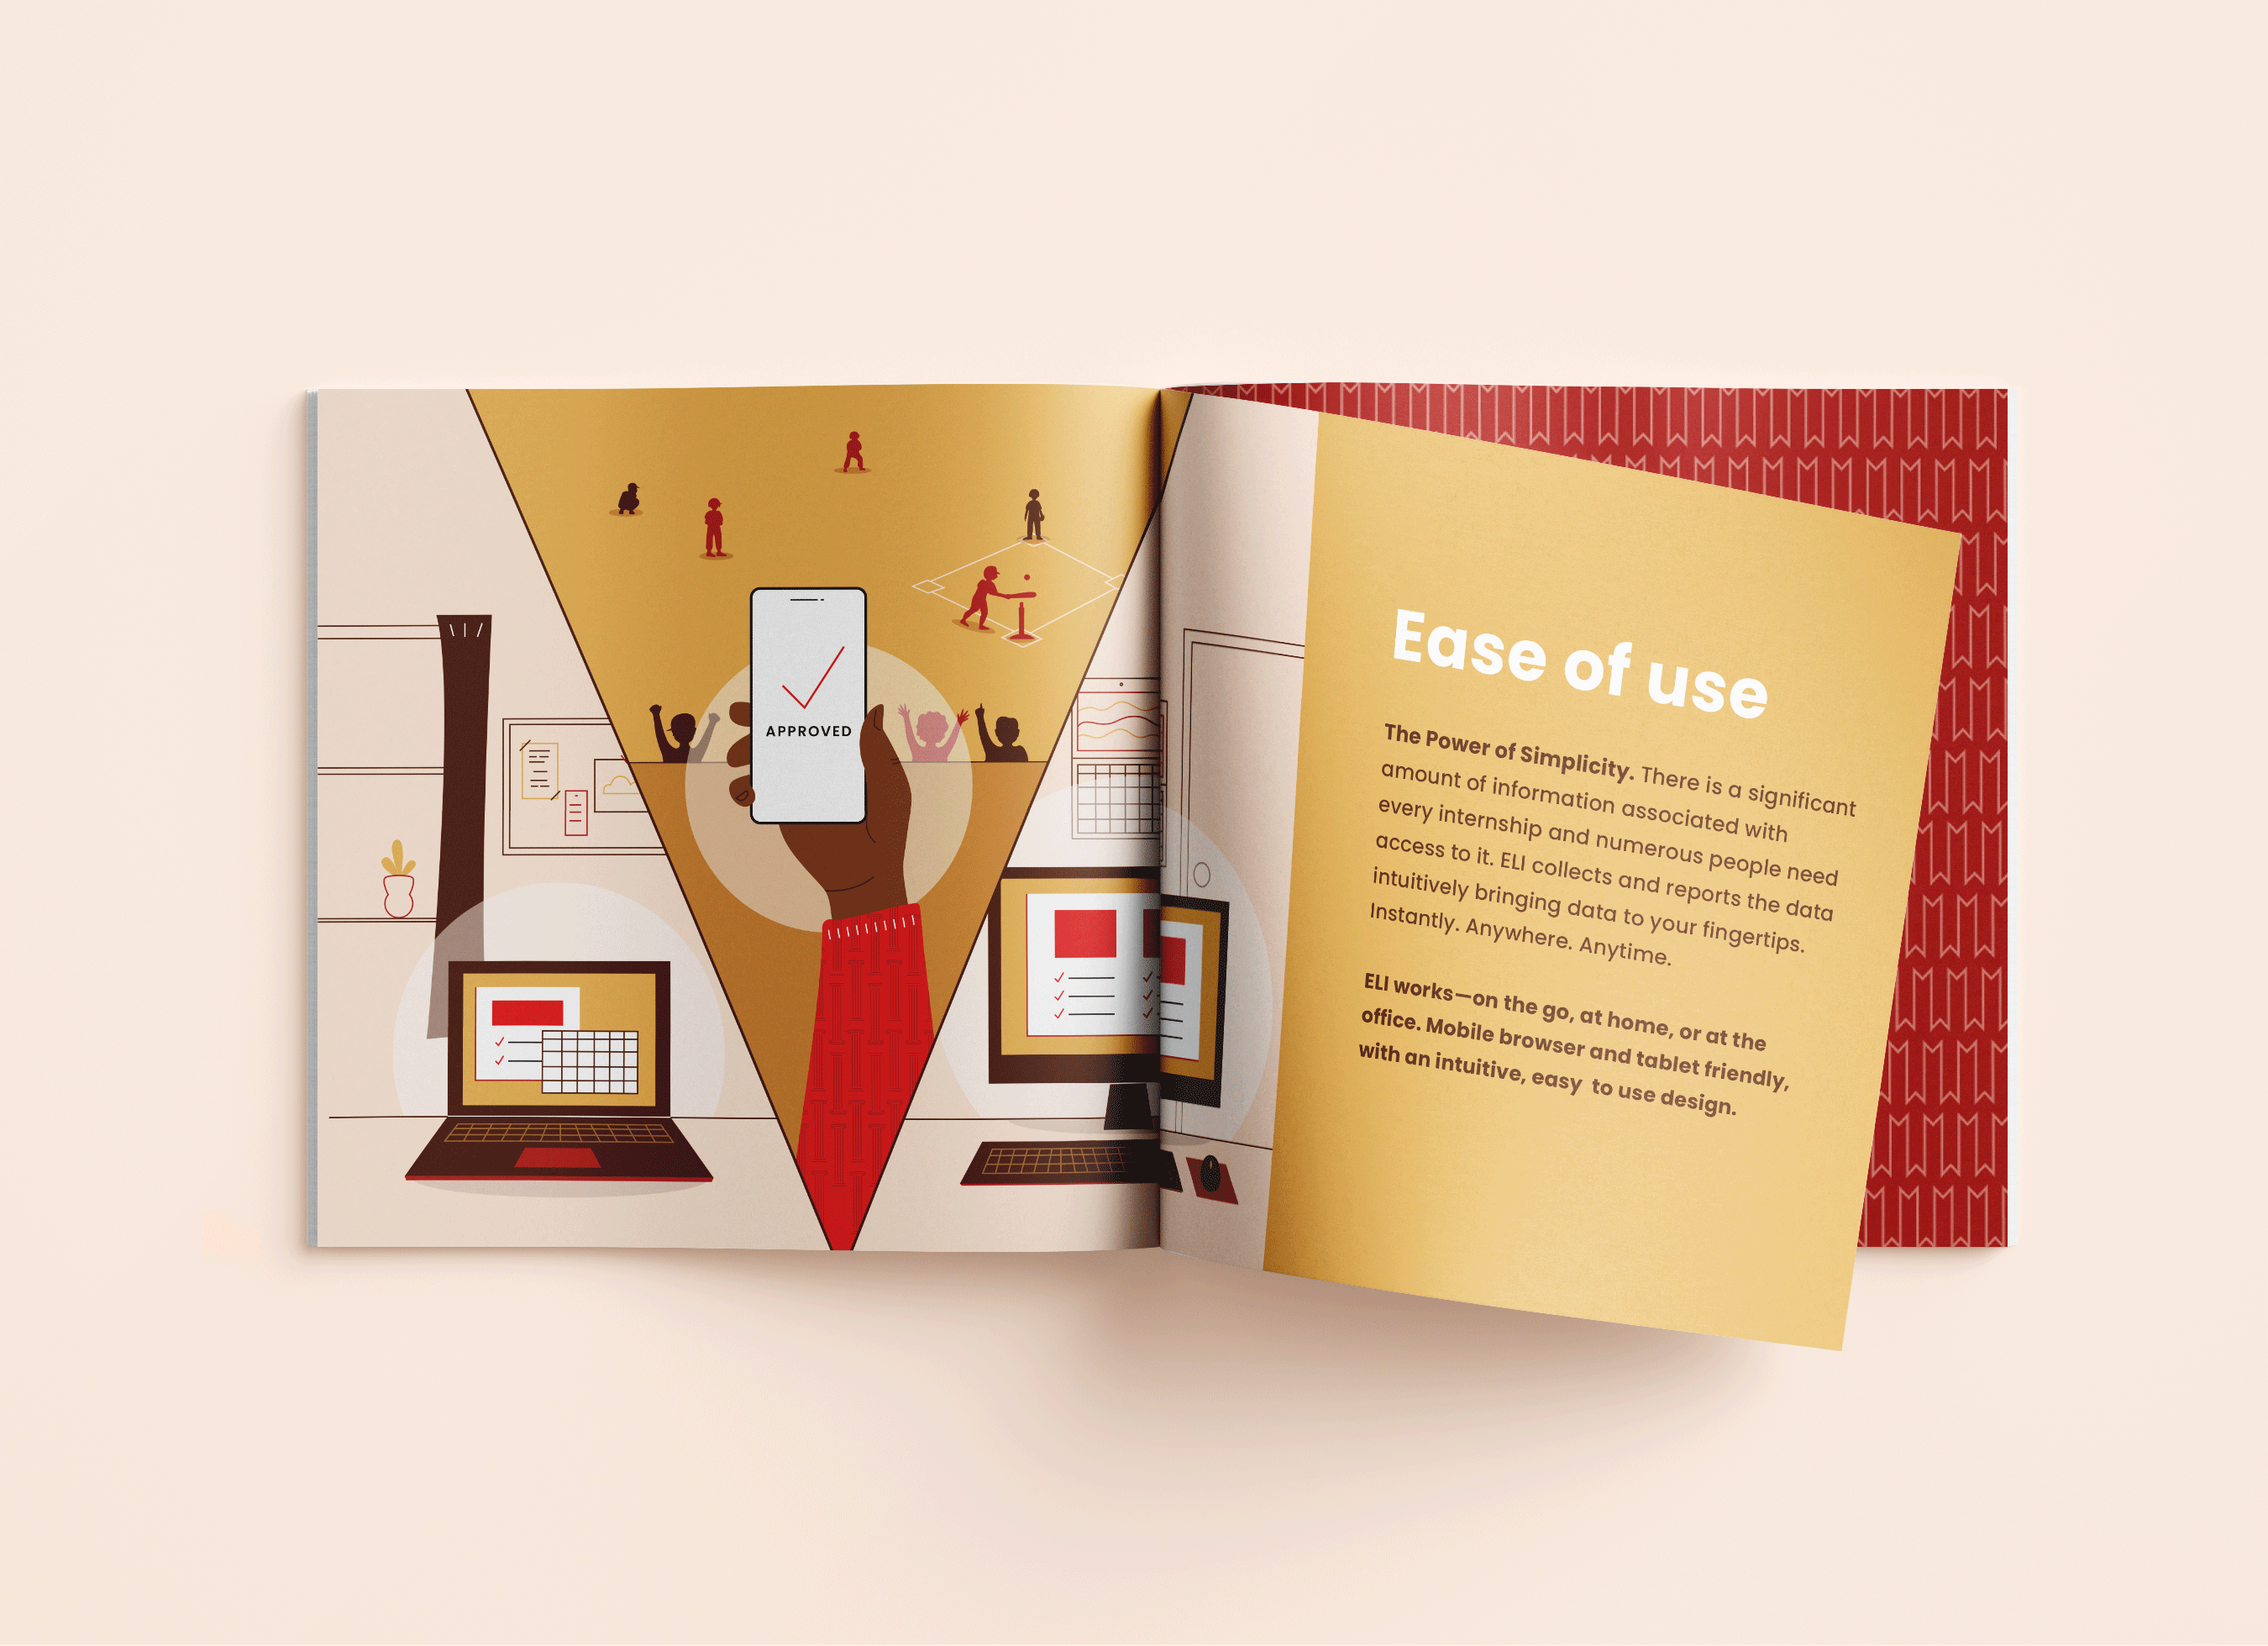 APPROVED
Ease of use
The Power of Simplicity. There is a significant
amount of information associated with
every internship and numerous people need
access to it. ELI collects and reports the data
intuitively bringing data to your fingertips.
Instantly. Anywhere. Anytime.
ELI works—on the go, at home, or at the
office. Mobile browser and tablet friendly,
with an intuitive, easy  to use design.